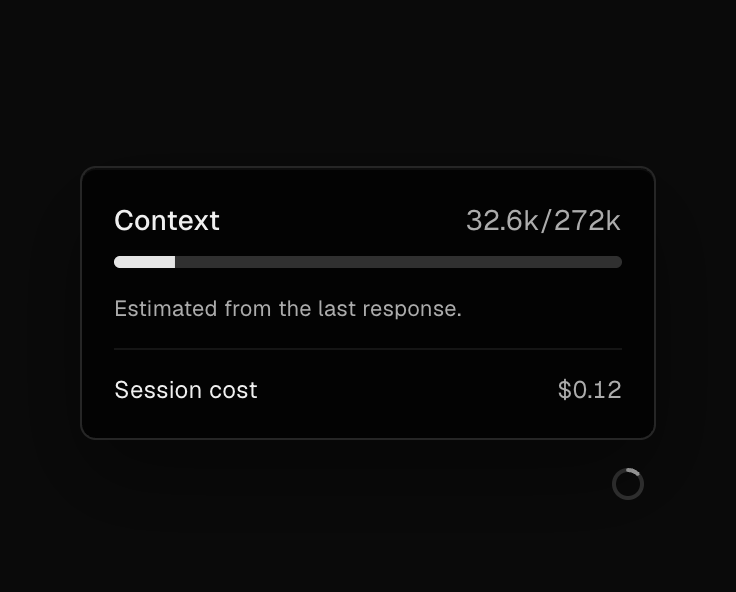 Context 32.6k/272k
Estimated from the last response.
Session cost $0.12